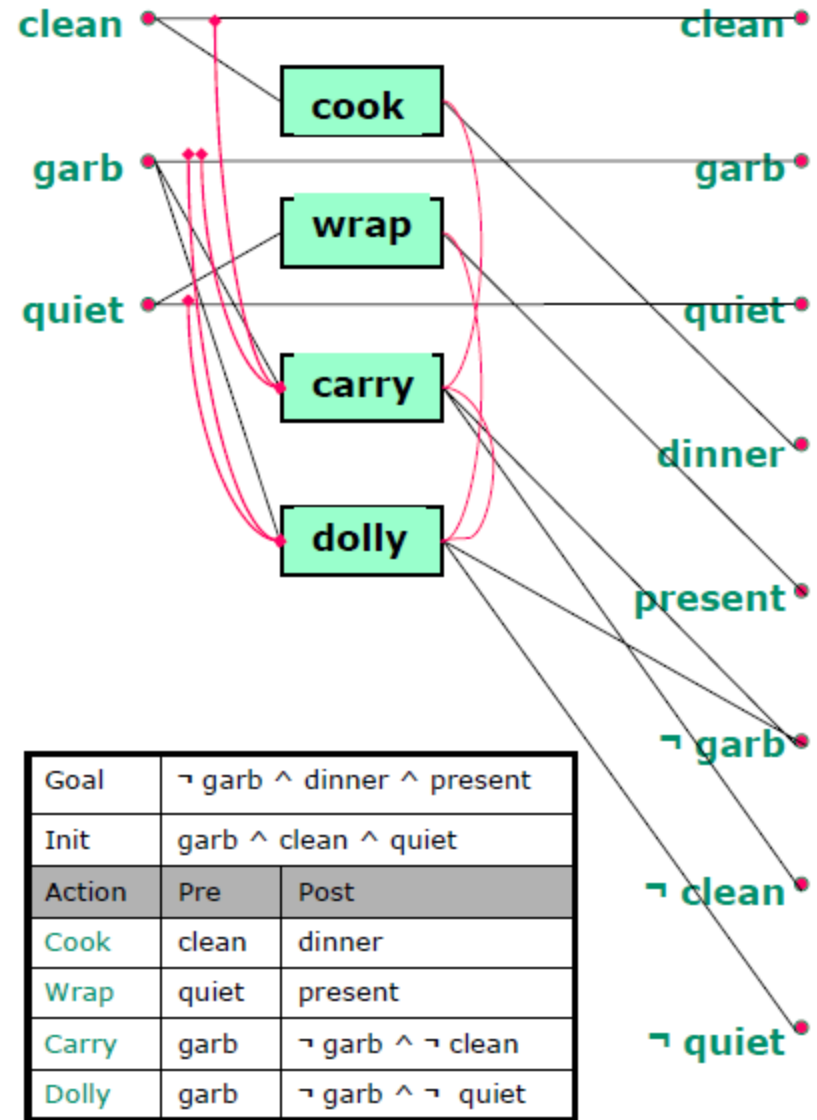 clean clean
cook
garb garb
wrap
quiet quiet
carry
dinner
dolly
present
¬ garb
Goal ¬ garb ^ dinner ^ present
Init garb ^ clean ^ quiet
Action Pre Post
¬ clean
Cook clean dinner
Wrap quiet present
Carry garb ¬ garb ^ ¬ clean
¬ quiet
Dolly garb ¬ garb ^ ¬ quiet